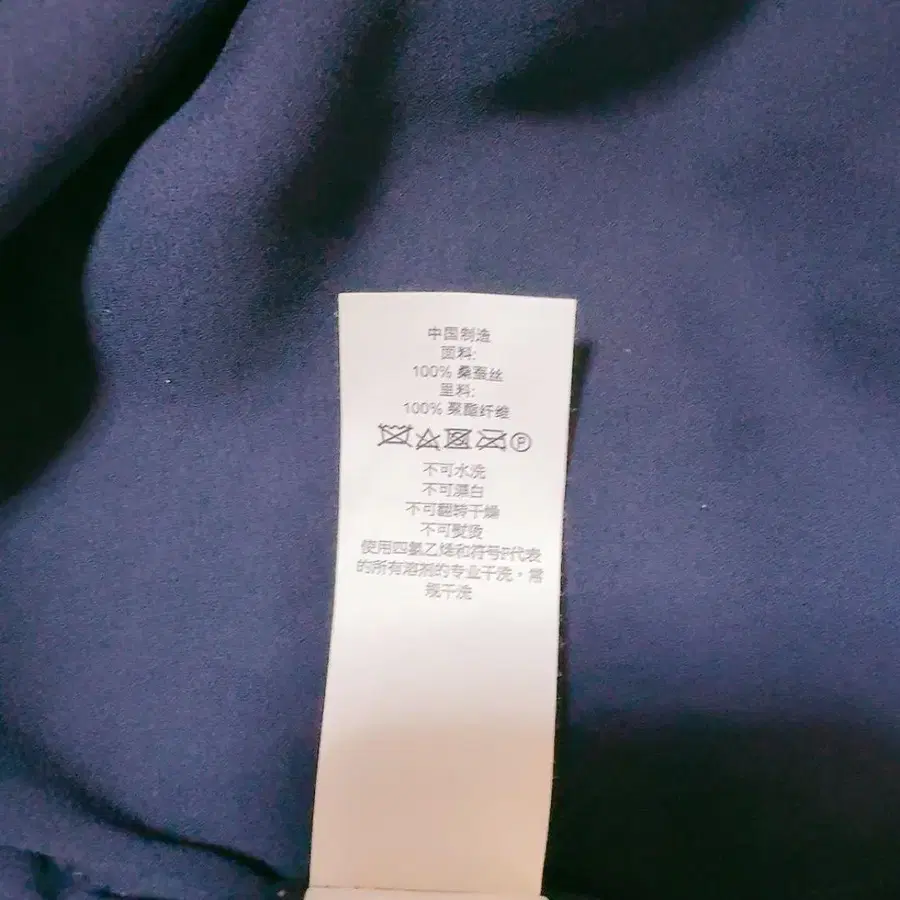 中国制造
面料:
100% 桑蚕丝
里料:
100% 聚酯纤维
P
不可水洗
不可漂白
不可翻转干燥
不可熨烫
使用四氯乙烯和符号F代表
的所有溶剂的专业干洗，常
规干洗